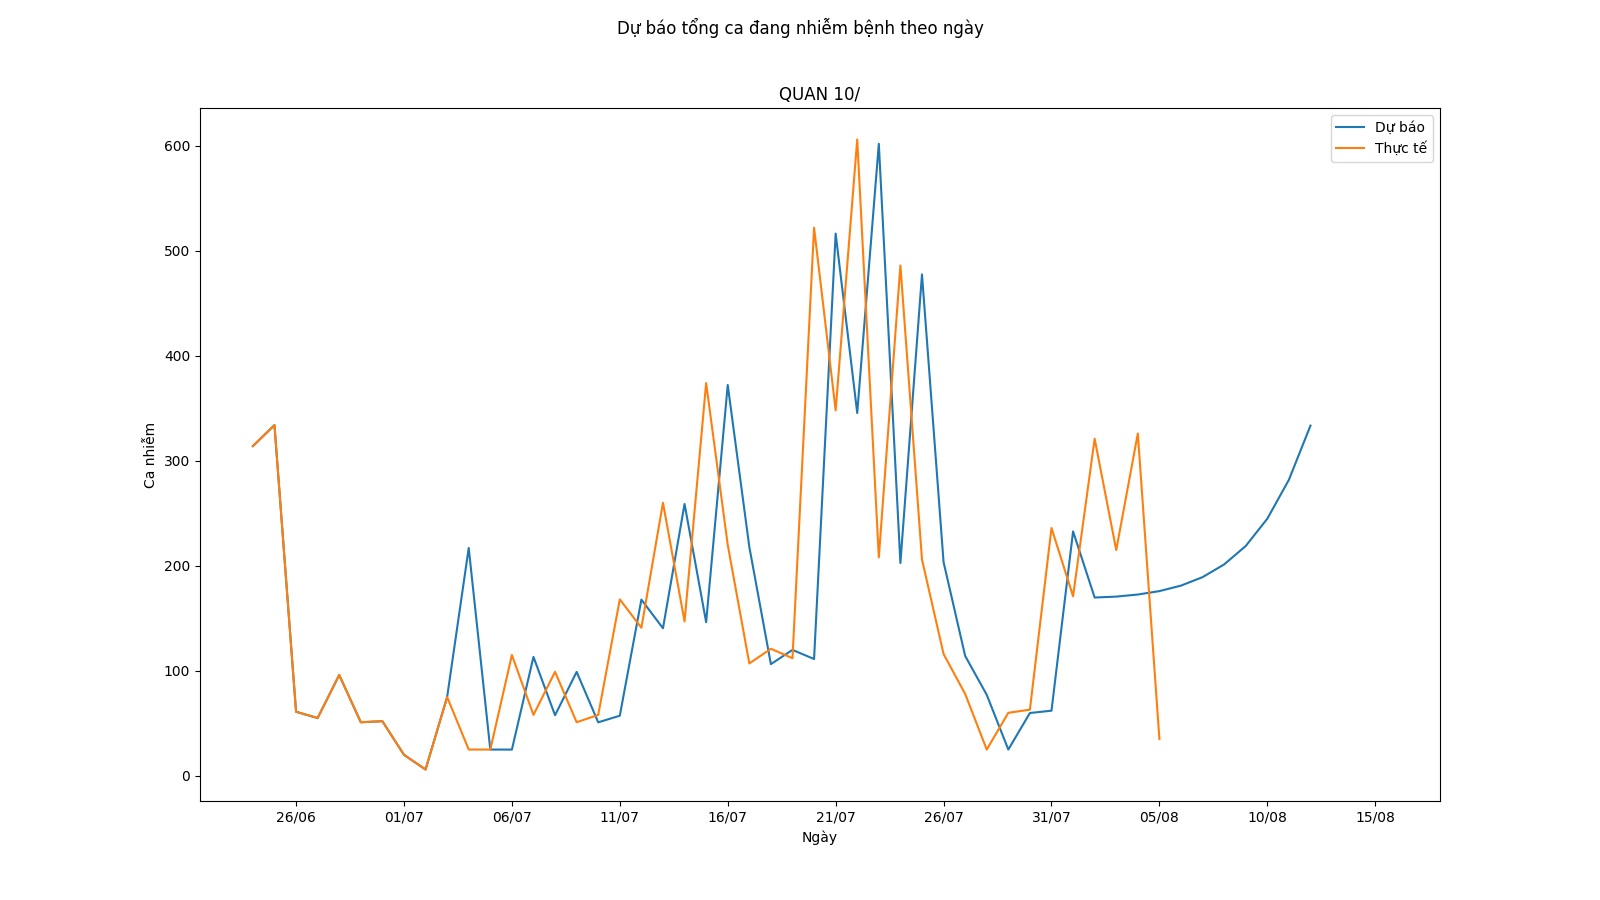 Dự báo tổng ca đang nhiễm bệnh theo ngày
QUAN 10/
Dự báo
Thực tế
600
500
400
300
200
100
0
Ca nhiễm
26/06 01/07 06/07 11/07 16/07 21/07 26/07 31/07 05/08 10/08 15/08
Ngày